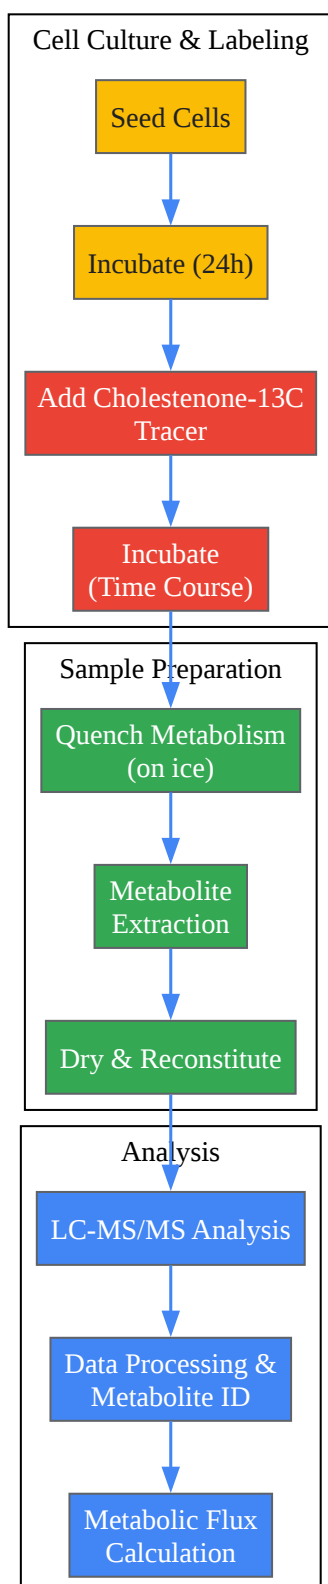 Cell Culture & Labeling
Seed Cells
Incubate (24h)
Add Cholestenone-13C
Tracer
Incubate
(Time Course)
Sample Preparation
Quench Metabolism
(on ice)
Metabolite
Extraction
Dry & Reconstitute
Analysis
LC-MS/MS Analysis
Data Processing &
Metabolite ID
Metabolic Flux
Calculation